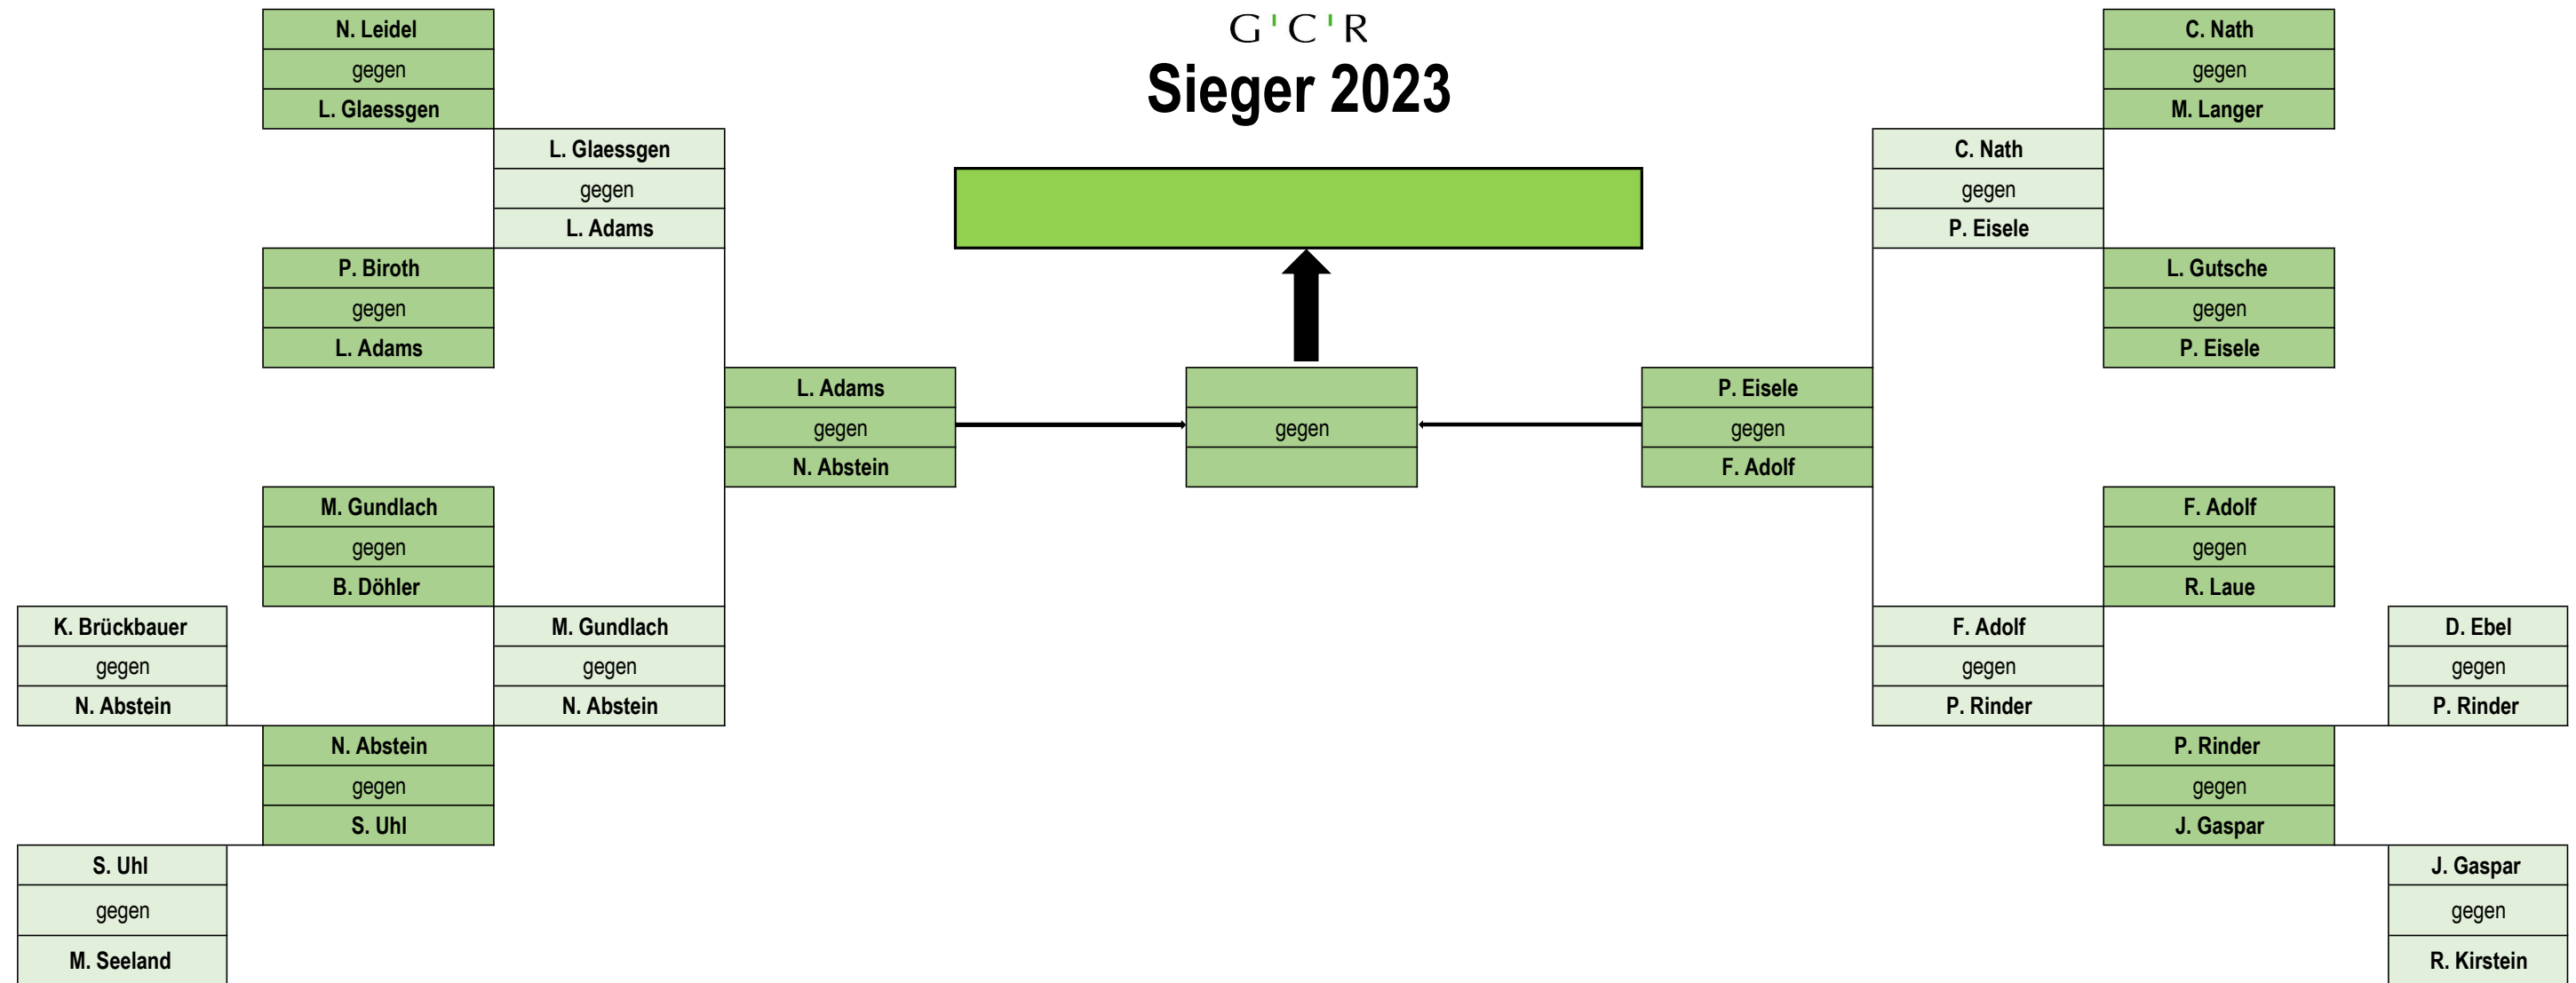 G'C'R
Sieger 2023
N. Leidel
gegen
L. Glaessgen
L. Glaessgen
gegen
L. Adams
P. Biroth
gegen
L. Adams
L. Adams
gegen
N. Abstein
M. Gundlach
gegen
B. Döhler
K. Brückbauer
gegen
N. Abstein
M. Gundlach
gegen
N. Abstein
N. Abstein
gegen
S. Uhl
S. Uhl
gegen
M. Seeland
gegen
C. Nath
gegen
M. Langer
C. Nath
gegen
P. Eisele
L. Gutsche
gegen
P. Eisele
P. Eisele
gegen
F. Adolf
F. Adolf
gegen
R. Laue
F. Adolf
gegen
P. Rinder
D. Ebel
gegen
P. Rinder
P. Rinder
gegen
J. Gaspar
J. Gaspar
gegen
R. Kirstein